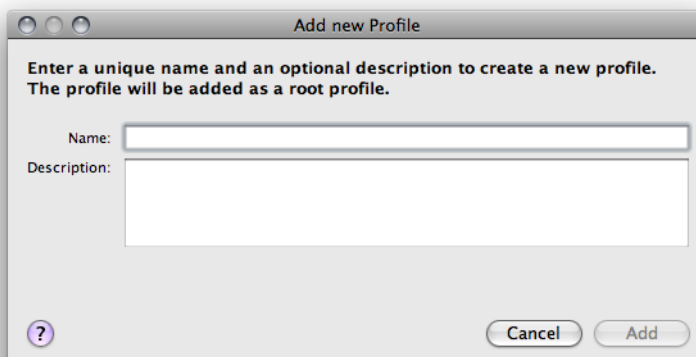 Add new Profile
Enter a unique name and an optional description to create a new profile.
The profile will be added as a root profile.
Name:
Description:
?
Cancel Add